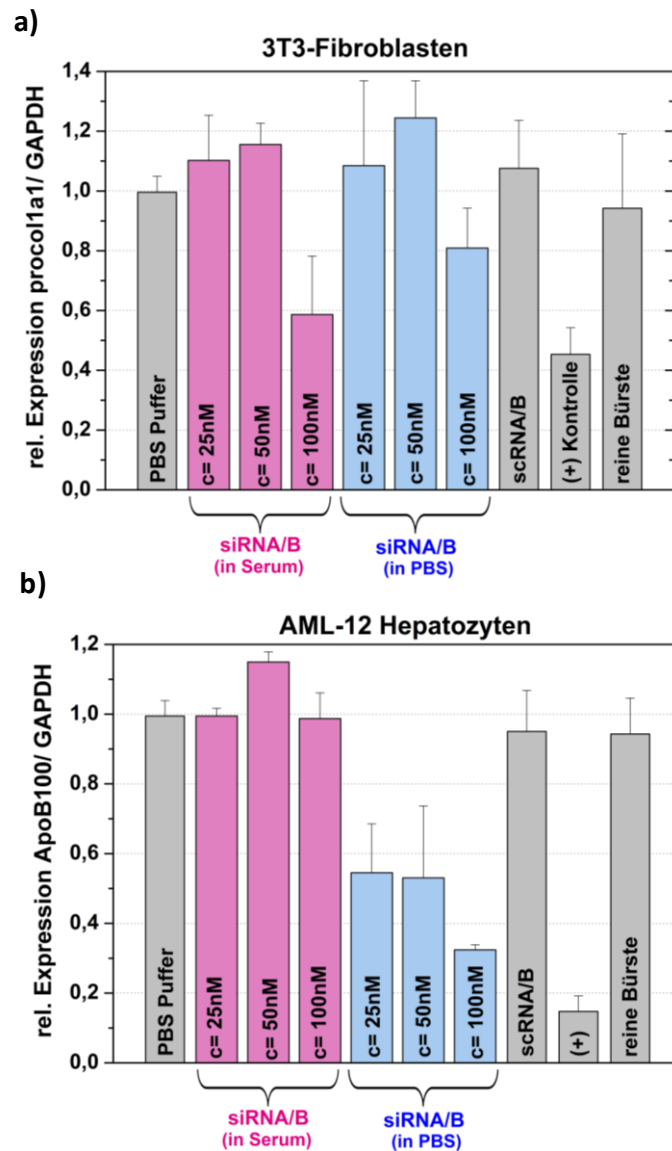 a)
3T3-Fibroblasten
rel. Expression procol1a1/ GAPDH
1,4
1,2
1,0
0,8
0,6
0,4
0,2
0,0
PBS Puffer
c= 25nM
c= 50nM
c= 100nM
c= 25nM
c= 50nM
c= 100nM
scRNA/B
(+) Kontrolle
reine Bürste
siRNA/B
(in Serum)
siRNA/B
(in PBS)
b)
AML-12 Hepatozyten
rel. Expression ApoB100/ GAPDH
1,2
1,0
0,8
0,6
0,4
0,2
0,0
PBS Puffer
c= 25nM
c= 50nM
c= 100nM
c= 25nM
c= 50nM
c= 100nM
scRNA/B
(+)
reine Bürste
siRNA/B
(in Serum)
siRNA/B
(in PBS)